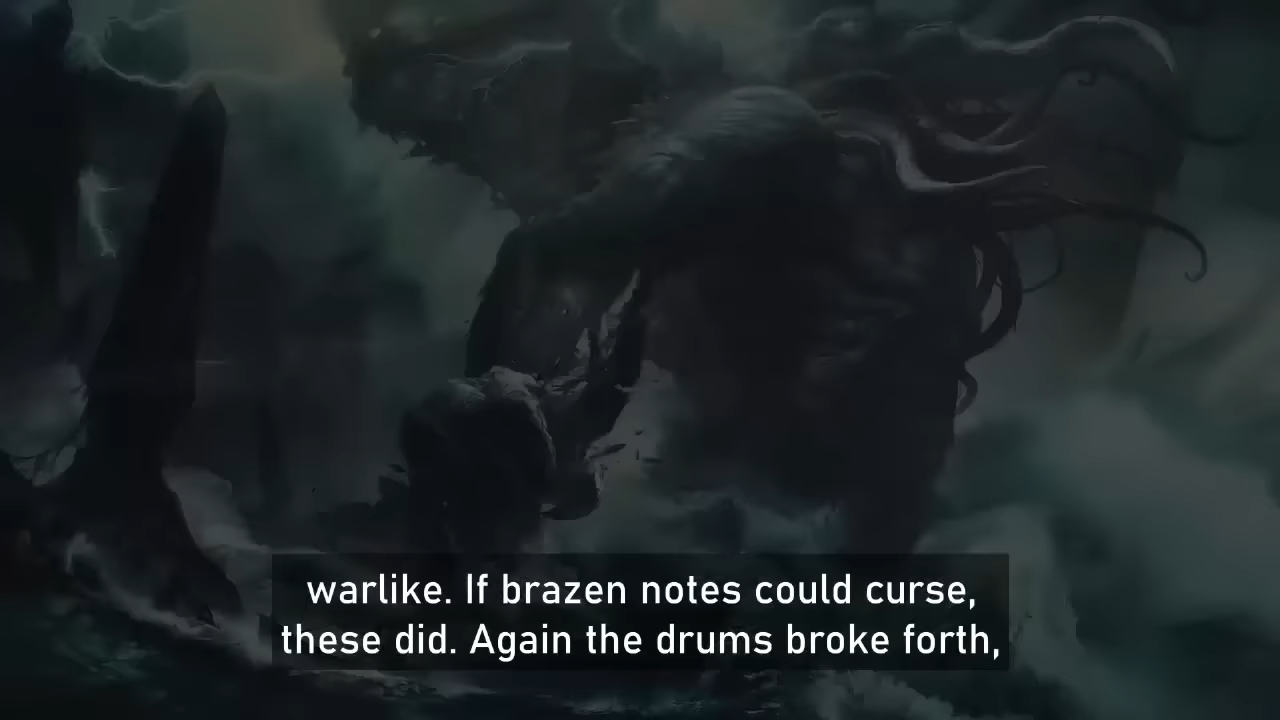 warlike. If brazen notes could curse,
these did. Again the drums broke forth,